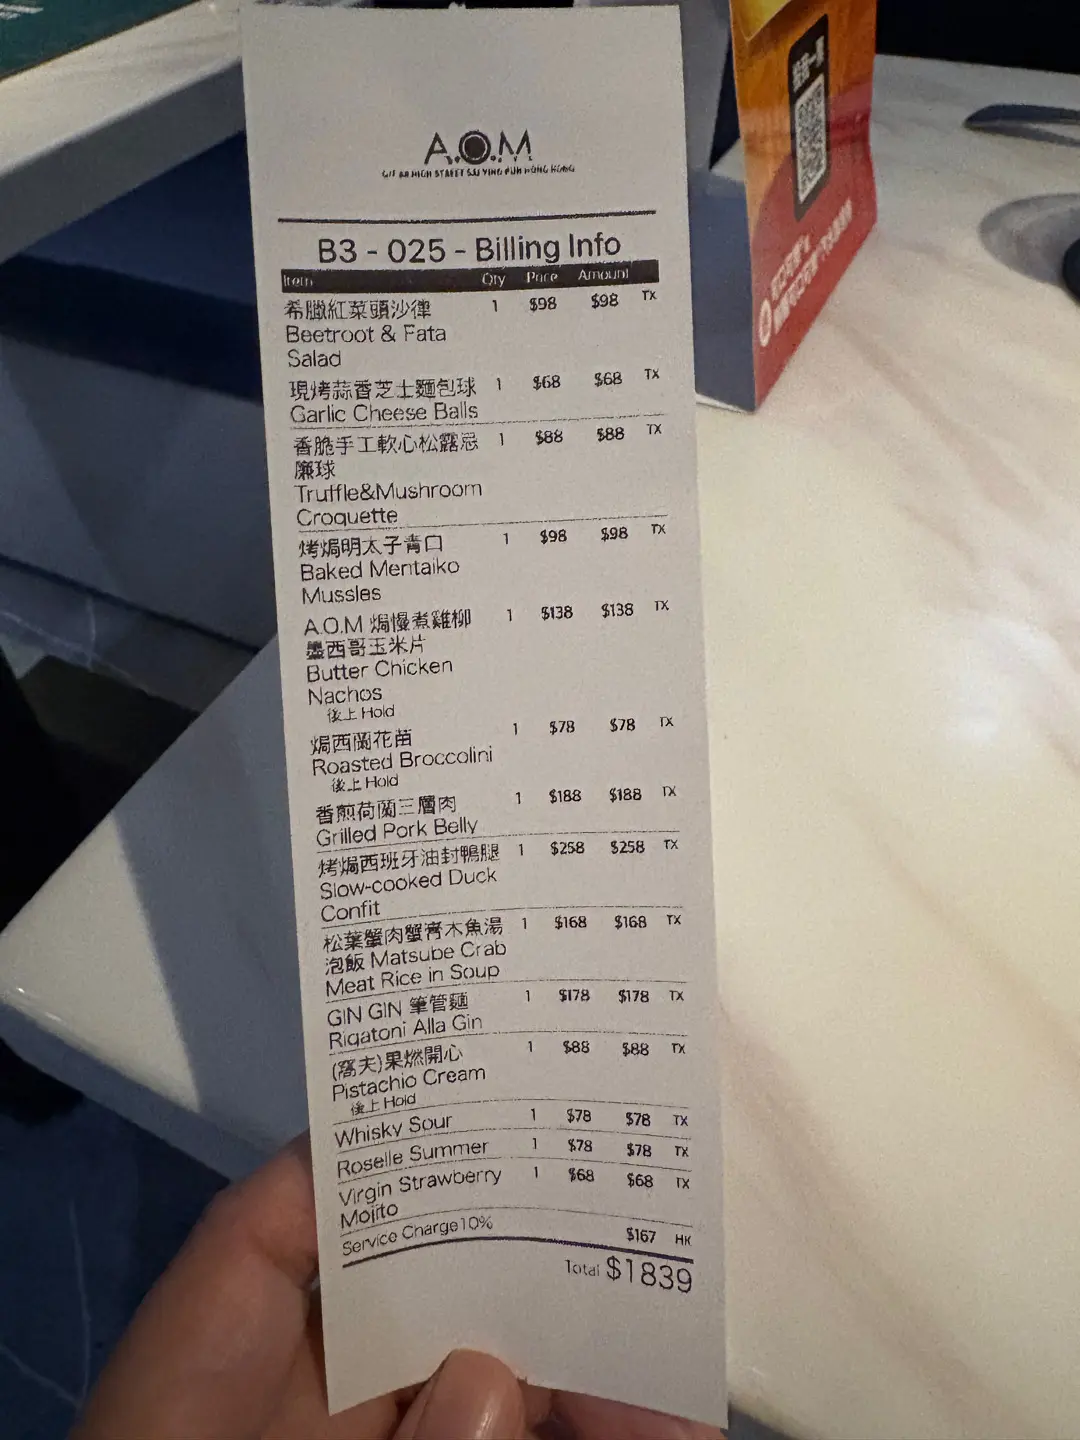 A.O.M
G/F 8A HIGH STREET SAI YING PUN HONG KONG
B3 - 025 - Billing Info
Item Qty Price Amount
希臘紅菜頭沙律 1 $98 $98 TX
Beetroot & Fata
Salad
現烤蒜香芝士麵包球 1 $68 $68 TX
Garlic Cheese Balls
香脆手工軟心松露忌 1 $88 $88 TX
廉球
Truffle&Mushroom
Croquette
烤焗明太子青口 1 $98 $98 TX
Baked Mentaiko
Mussles
A.O.M 焗慢煮雞柳 1 $138 $138 TX
墨西哥玉米片
Butter Chicken
Nachos
後上 Hold
焗西蘭花苗 1 $78 $78 TX
Roasted Broccolini
後上 Hold
香煎荷蘭三層肉 1 $188 $188 TX
Grilled Pork Belly
烤焗西班牙油封鴨腿 1 $258 $258 TX
Slow-cooked Duck
Confit
松葉蟹肉蟹膏木魚湯 1 $168 $168 TX
泡飯 Matsube Crab
Meat Rice in Soup
GIN GIN 筆管麵 1 $178 $178 TX
Rigatoni Alla Gin
(窩夫)果燃開心 1 $88 $88 TX
Pistachio Cream
後上 Hold
Whisky Sour 1 $78 $78 TX
Roselle Summer 1 $78 $78 TX
Virgin Strawberry 1 $68 $68 TX
Mojito
Service Charge10% $167 HK
Total $1839